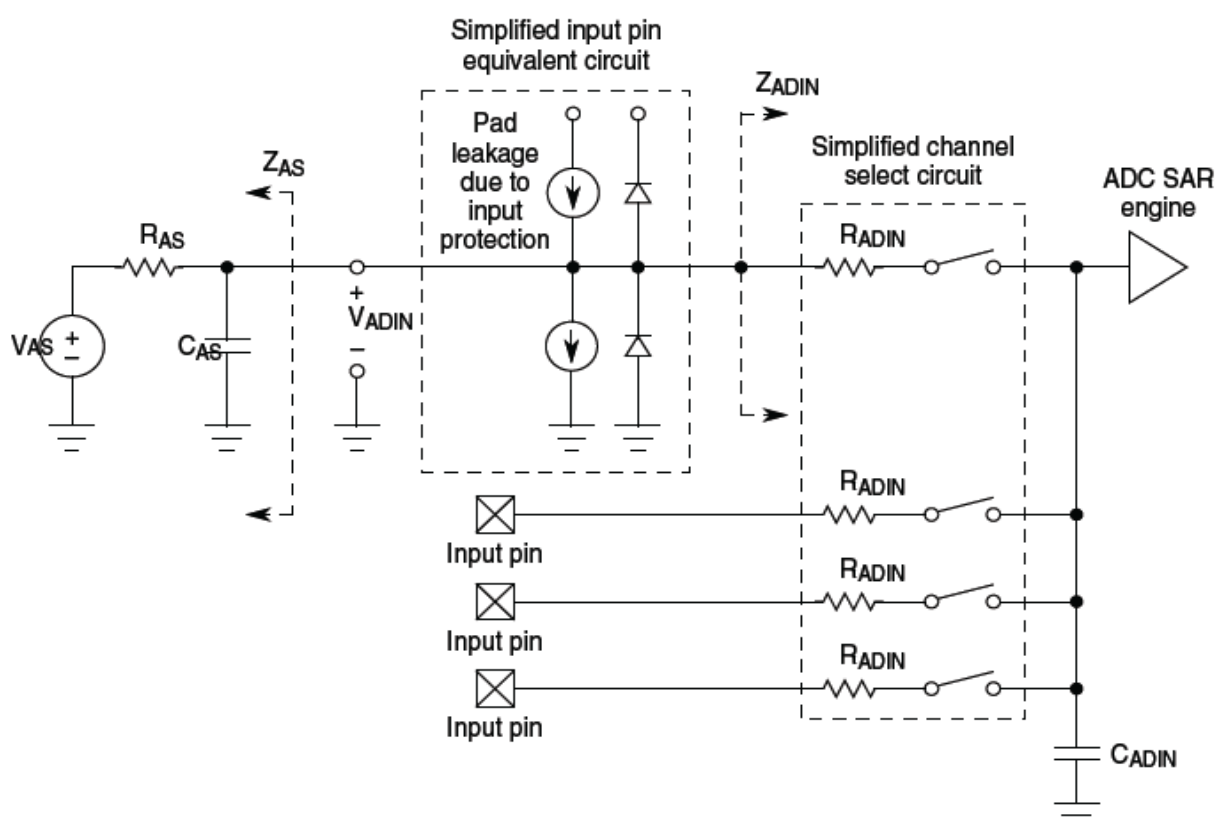 Simplified input pin
equivalent circuit
Pad
leakage
due to
input
protection
ZADIN
Simplified channel
select circuit
ADC SAR
engine
ZAS
RAS
RADIN
VAS
+
−
CAS
+
VADIN
−
RADIN
Input pin
RADIN
Input pin
RADIN
Input pin
CADIN